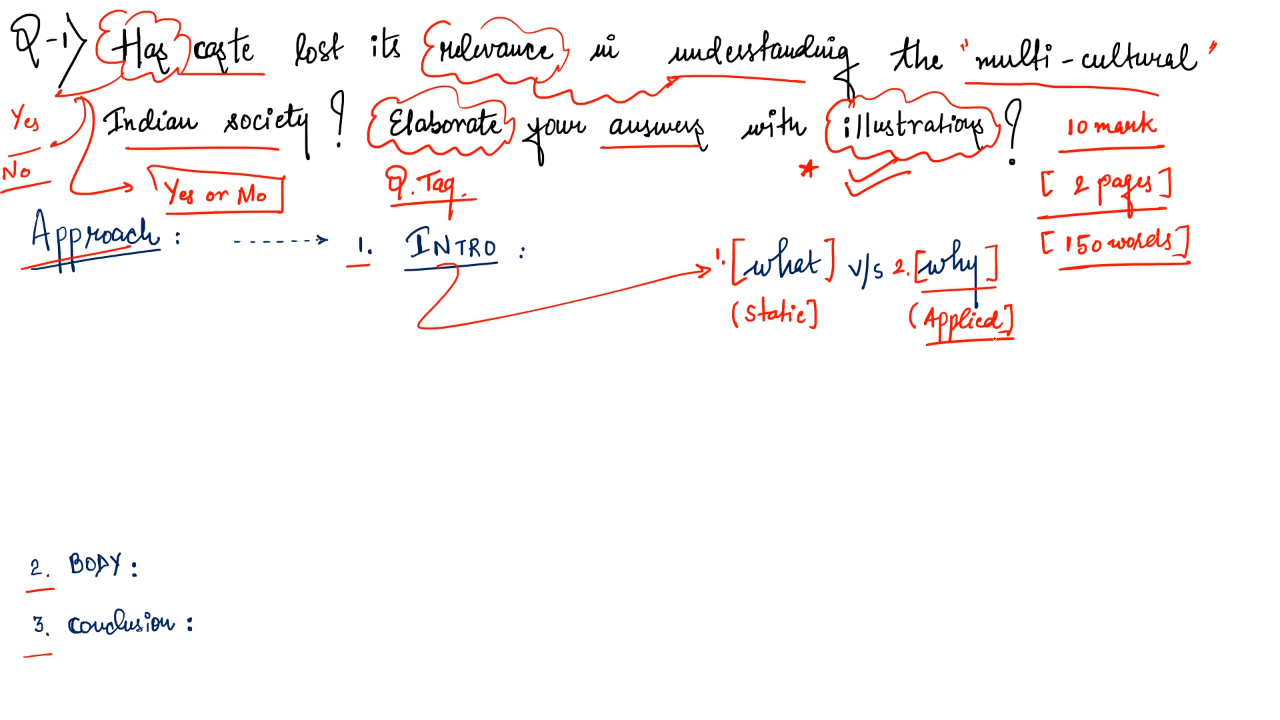 Q-1) Has caste lost its relevance in understanding the "multi-cultural"
Indian society? Elaborate your answers with illustrations?
Yes
No
Yes or No
Q. Tag.
*
10 mark
[2 pages]
[150 words]
Approach: ------> 1. INTRO:
1. [what] v/s 2. [why]
(Static] (Applied]
2. BODY:
3. Conclusion: